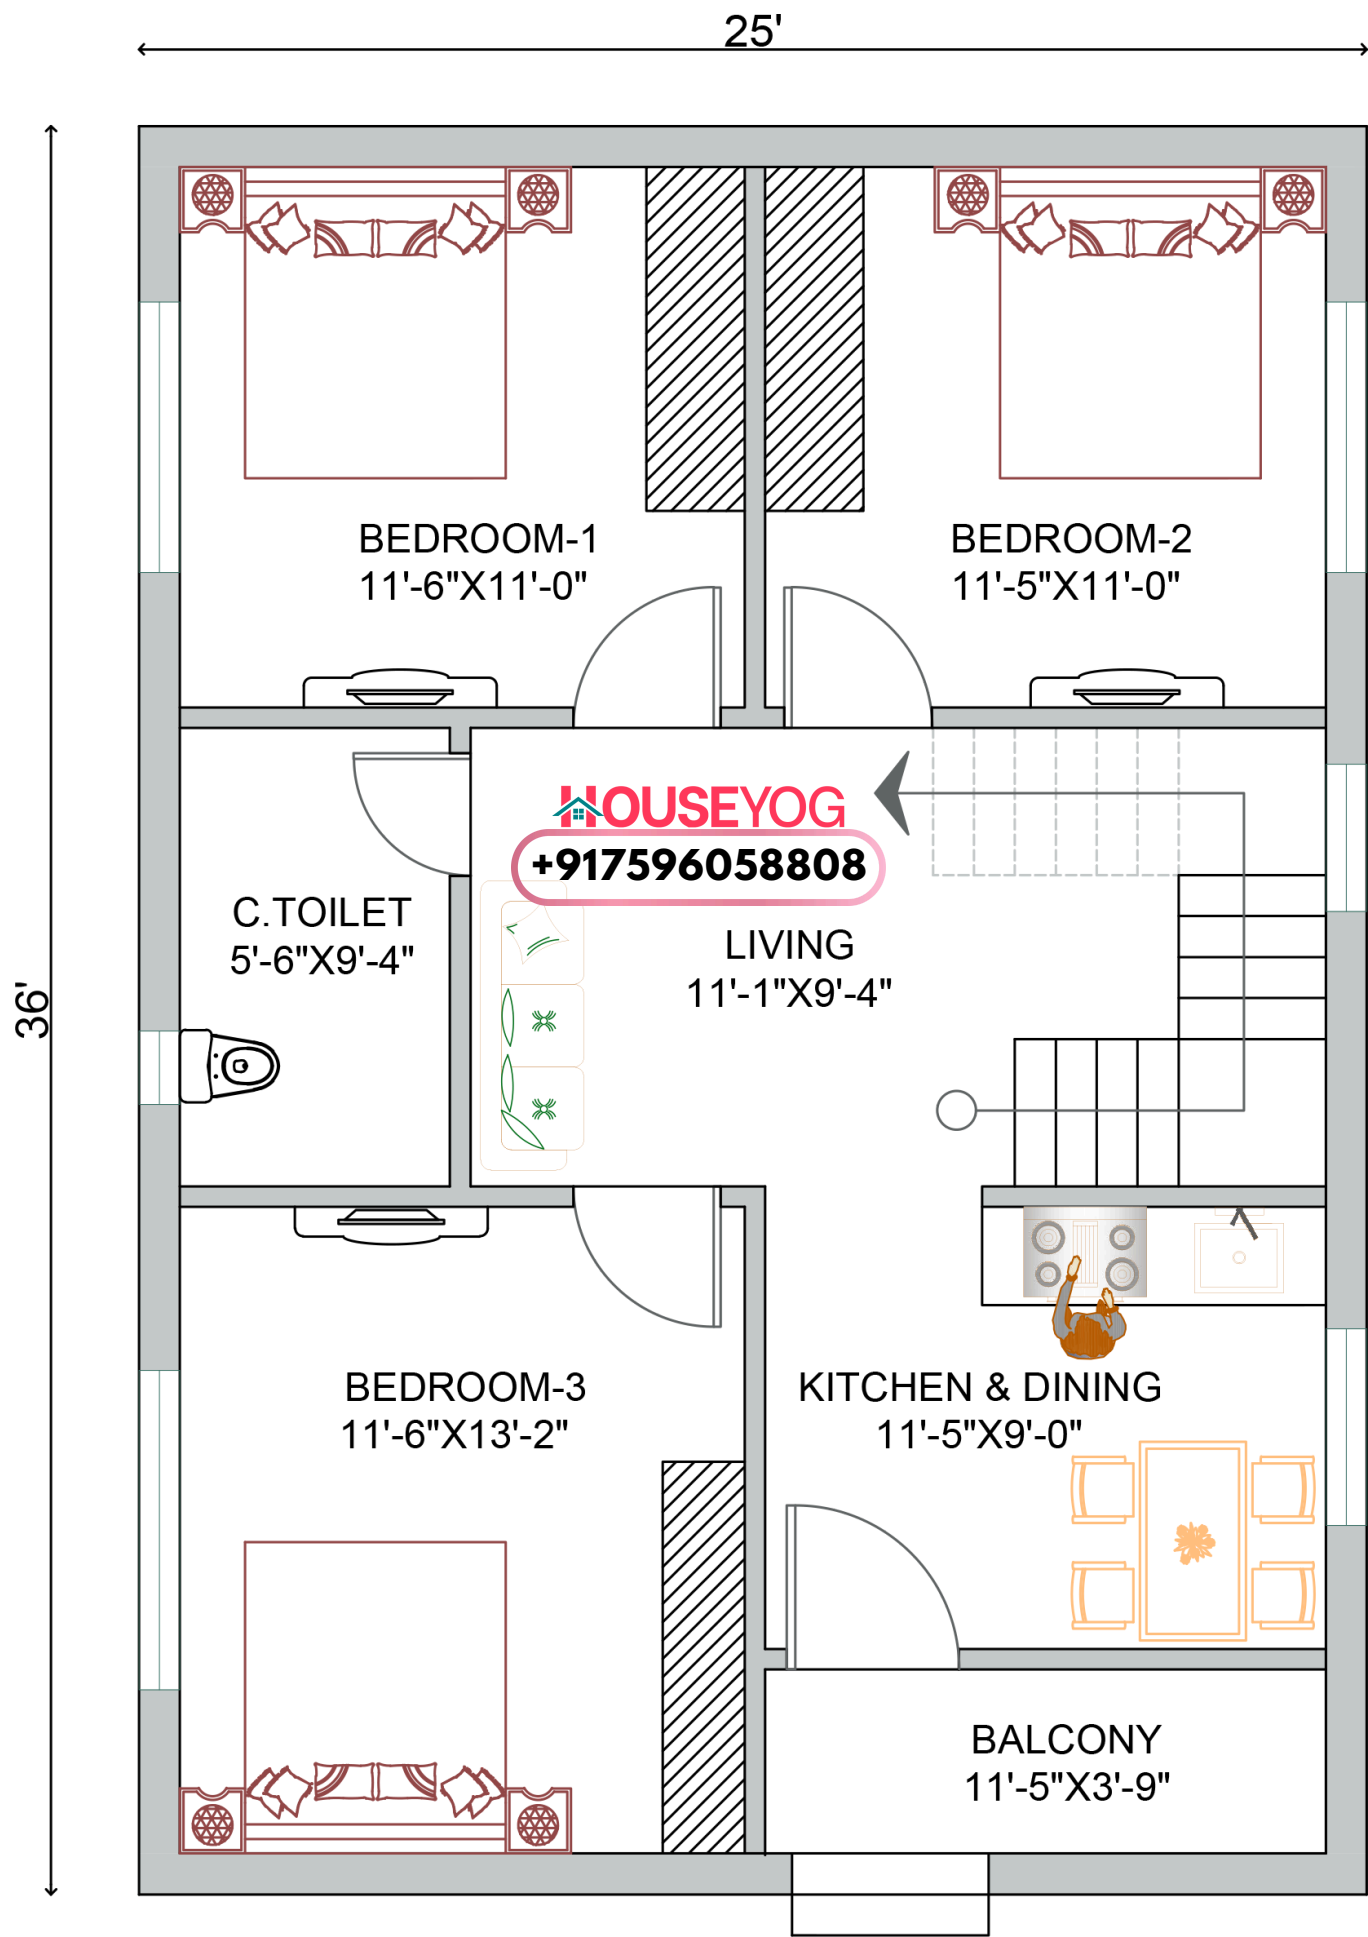 25'
36'
BEDROOM-1
11'-6"X11'-0"
BEDROOM-2
11'-5"X11'-0"
HOUSEYOG
+917596058808
C.TOILET
5'-6"X9'-4"
LIVING
11'-1"X9'-4"
BEDROOM-3
11'-6"X13'-2"
KITCHEN & DINING
11'-5"X9'-0"
BALCONY
11'-5"X3'-9"